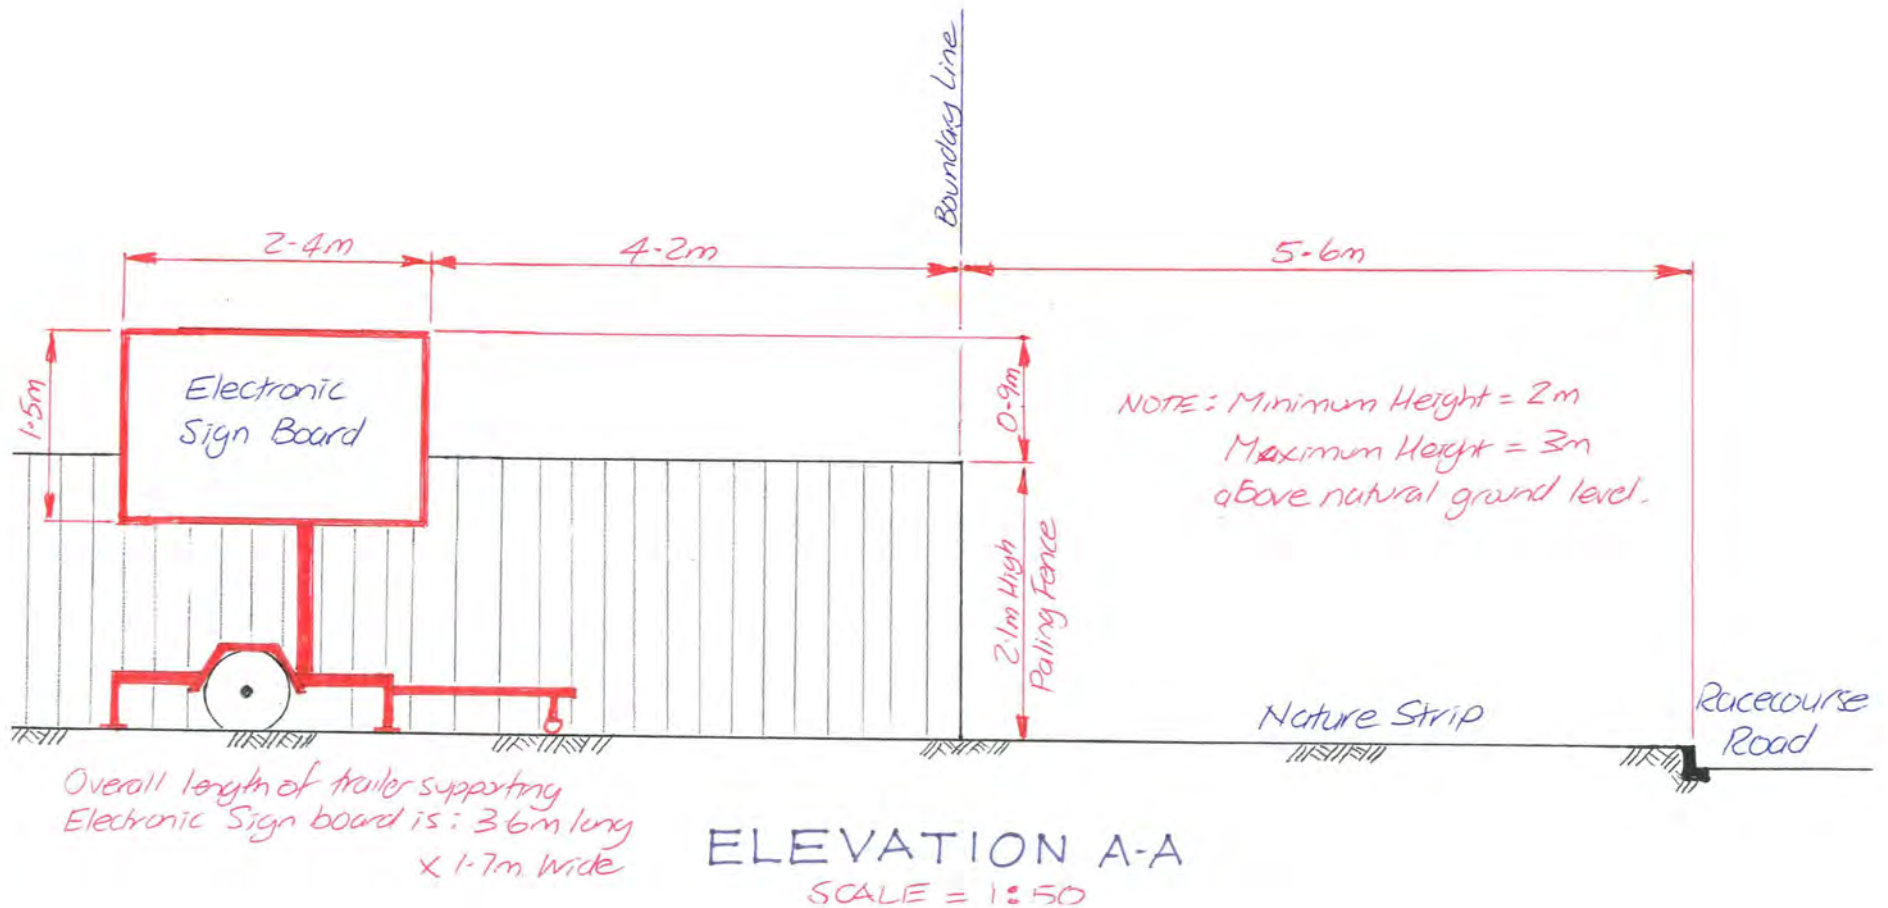 Boundary Line
2-4m
4-2m
5-6m
1-5m
Electronic
Sign Board
0-9m
NOTE: Minimum Height = 2m
Maximum Height = 3m
above natural ground level.
2-1m High
Paling Fence
Nature Strip
Racecourse
Road
Overall length of trailer supporting
Electronic Sign board is: 3.6m long
x 1-7m Wide
ELEVATION A-A
SCALE = 1:50